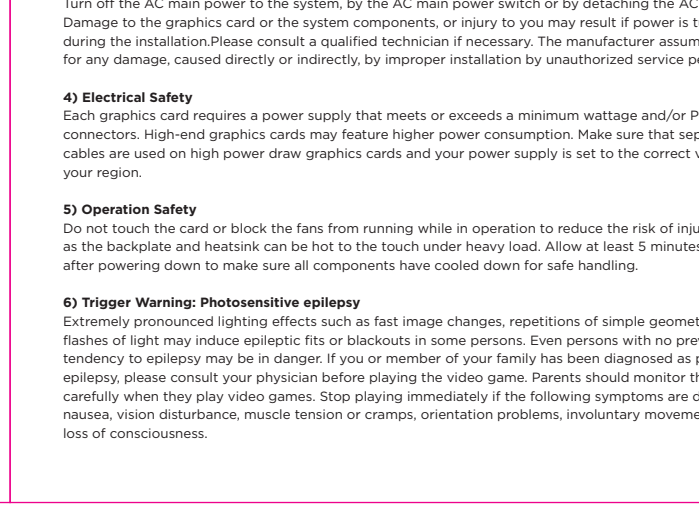 Turn off the AC main power to the system, by the AC main power switch or by detaching the AC
Damage to the graphics card or the system components, or injury to you may result if power is
during the installation.Please consult a qualified technician if necessary. The manufacturer
for any damage, caused directly or indirectly, by improper installation by unauthorized service
4) Electrical Safety
Each graphics card requires a power supply that meets or exceeds a minimum wattage and/or
connectors. High-end graphics cards may feature higher power consumption. Make sure that
cables are used on high power draw graphics cards and your power supply is set to the correct
your region.
5) Operation Safety
Do not touch the card or block the fans from running while in operation to reduce the risk of
as the backplate and heatsink can be hot to the touch under heavy load. Allow at least 5 minutes
after powering down to make sure all components have cooled down for safe handling.
6) Trigger Warning: Photosensitive epilepsy
Extremely pronounced lighting effects such as fast image changes, repetitions of simple
flashes of light may induce epileptic fits or blackouts in some persons. Even persons with no
tendency to epilepsy may be in danger. If you or member of your family has been diagnosed as
epilepsy, please consult your physician before playing the video game. Parents should monitor
carefully when they play video games. Stop playing immediately if the following symptoms are
nausea, vision disturbance, muscle tension or cramps, orientation problems, involuntary
loss of consciousness.